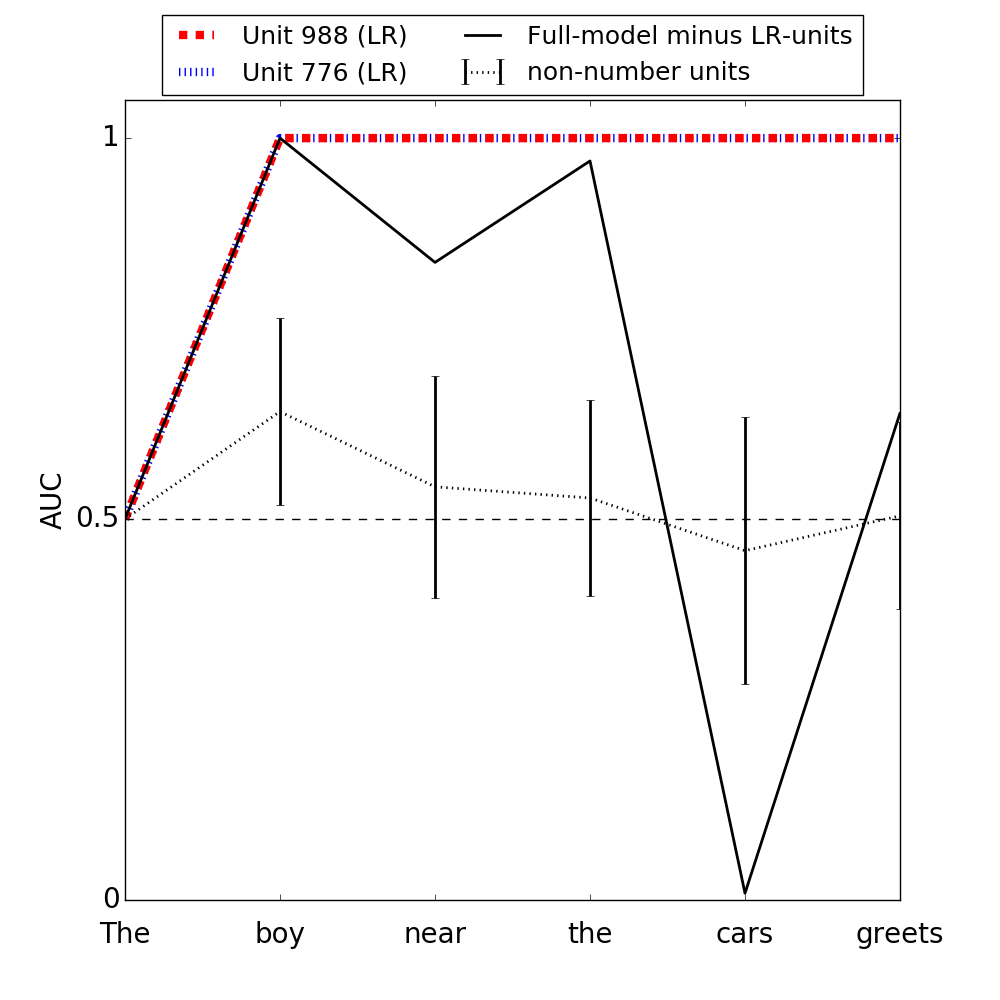 Unit 988 (LR)
Unit 776 (LR)
Full-model minus LR-units
non-number units
1
0.5
0
AUC
The boy near the cars greets